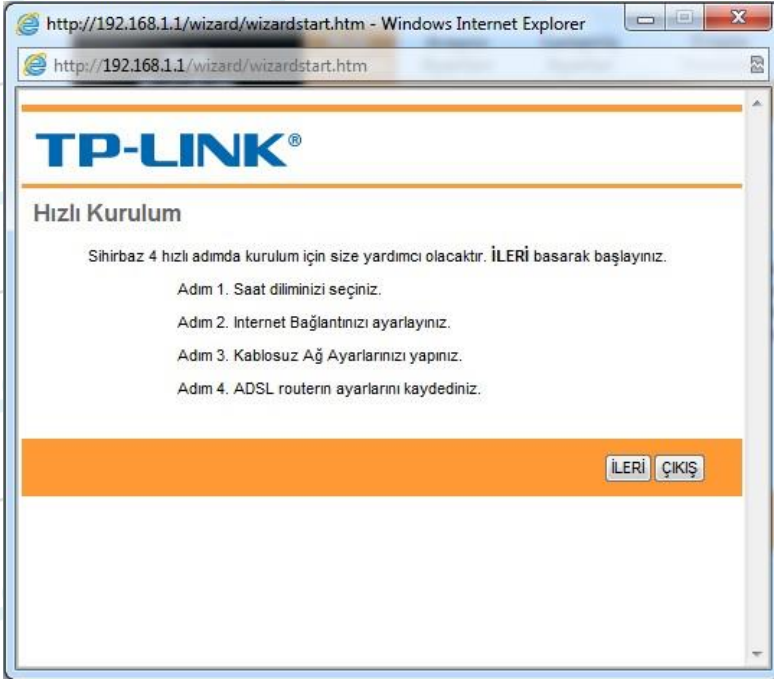 http://192.168.1.1/wizard/wizardstart.htm - Windows Internet Explorer
http://192.168.1.1/wizard/wizardstart.htm
TP-LINK®
Hızlı Kurulum
Sihirbaz 4 hızlı adımda kurulum için size yardımcı olacaktır. İLERİ basarak başlayınız.
Adım 1. Saat diliminizi seçiniz.
Adım 2. Internet Bağlantınızı ayarlayınız.
Adım 3. Kablosuz Ağ Ayarlarınızı yapınız.
Adım 4. ADSL routerın ayarlarını kaydediniz.
İLERİ ÇIKIŞ